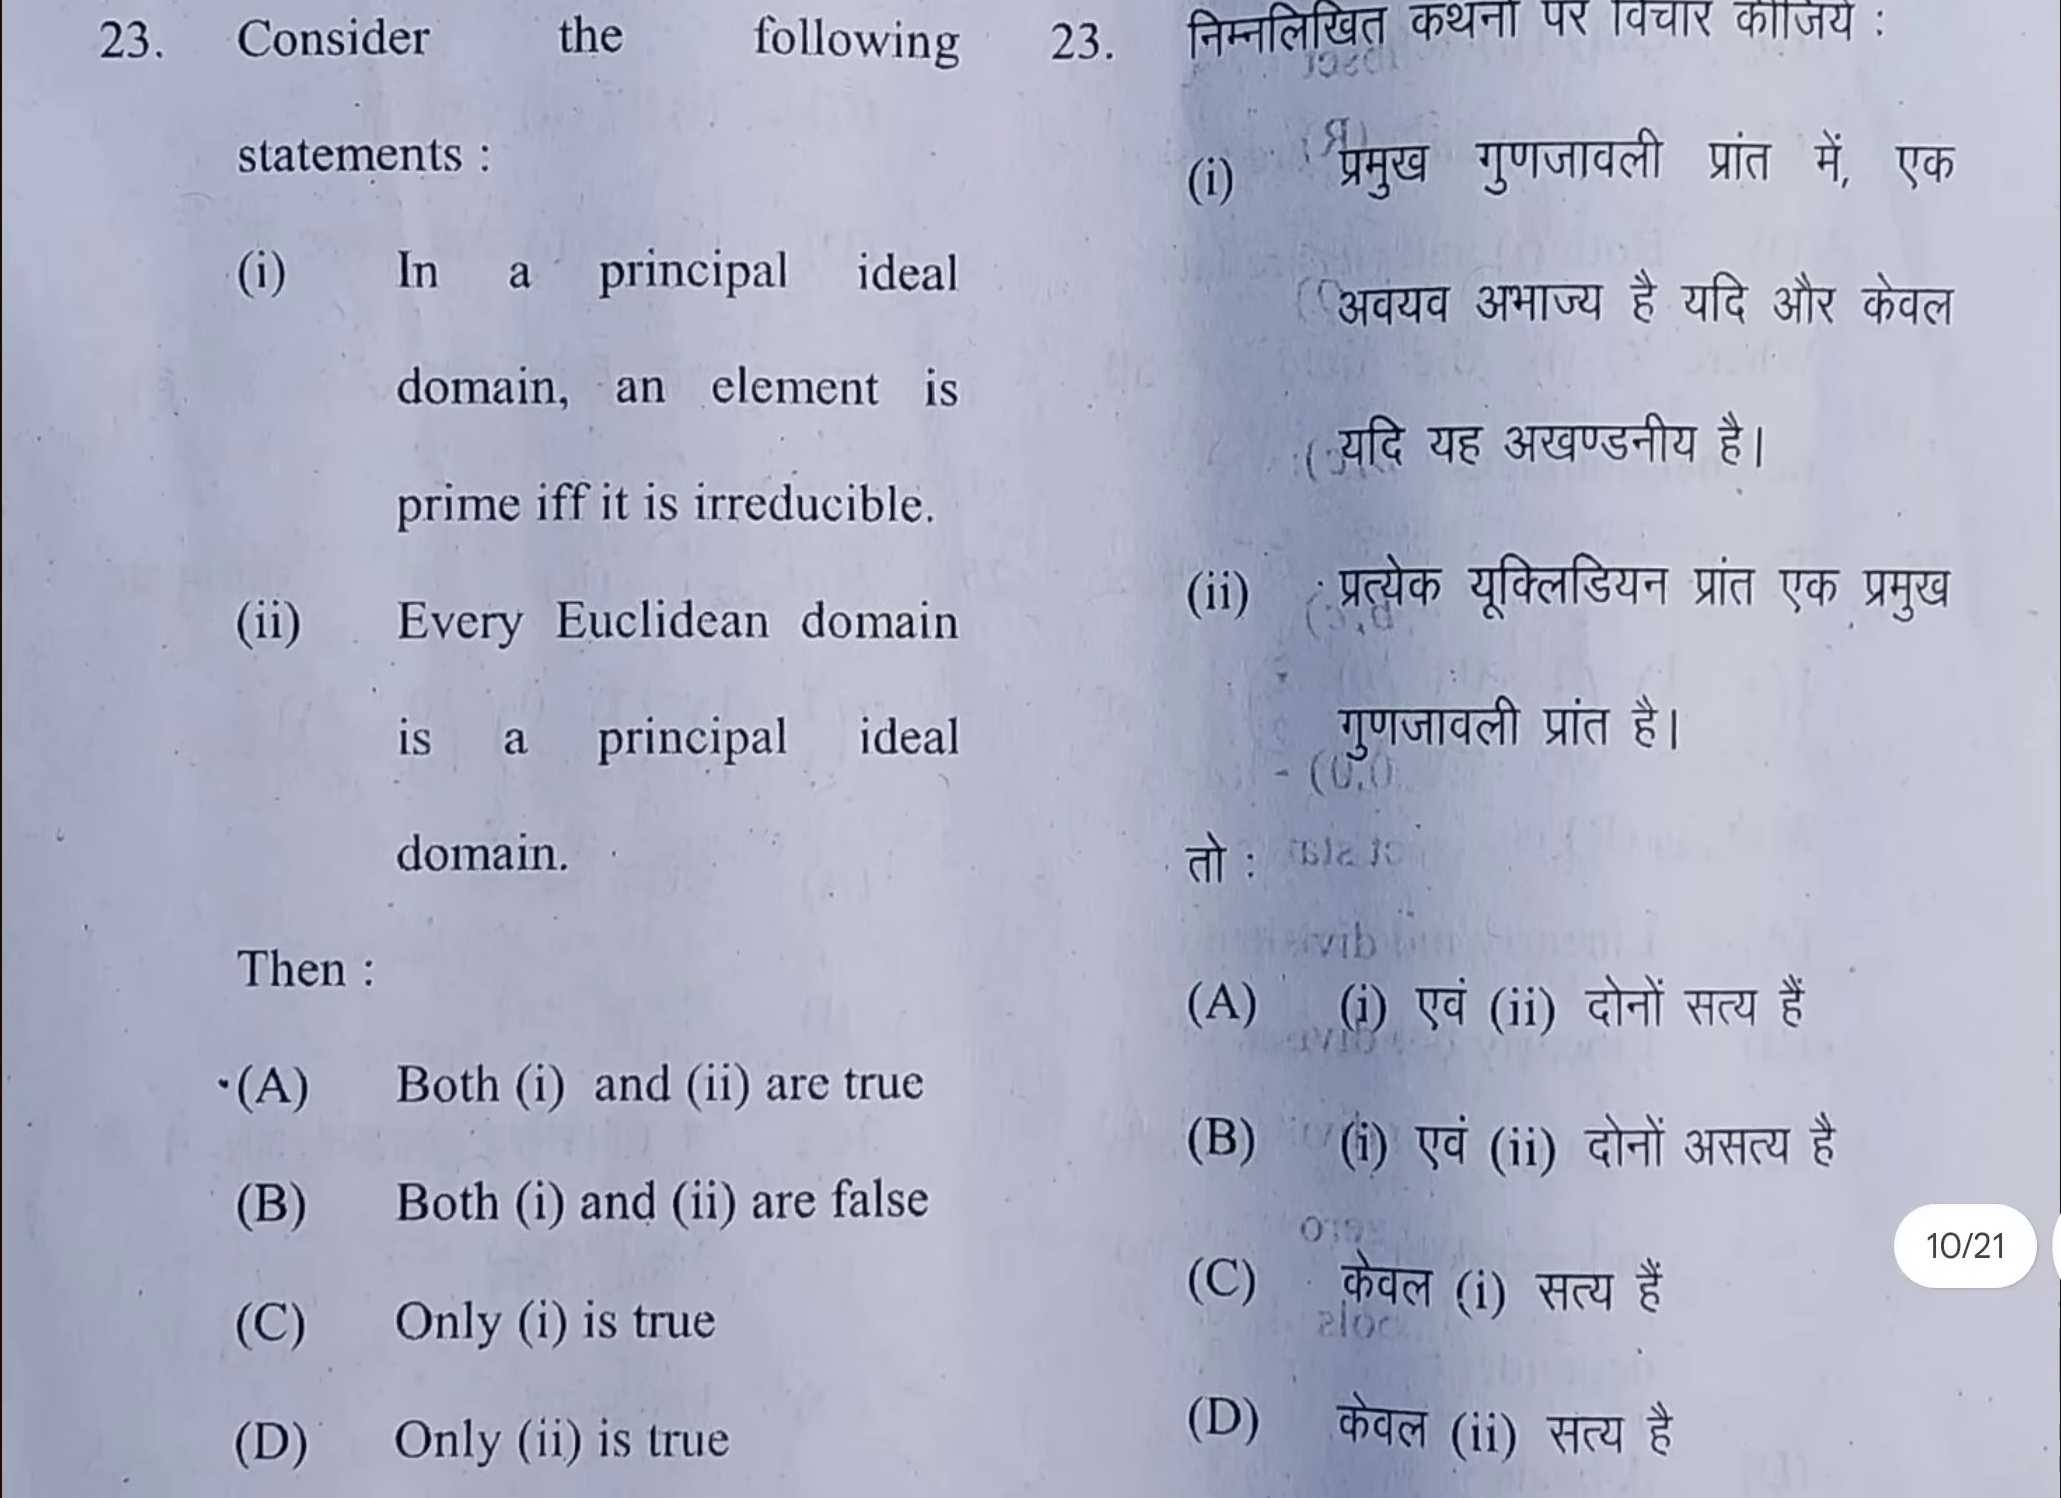 23. Consider the following
statements :
(i) In a principal ideal
domain, an element is
prime iff it is irreducible.
(ii) Every Euclidean domain
is a principal ideal
domain.
Then :
(A) Both (i) and (ii) are true
(B) Both (i) and (ii) are false
(C) Only (i) is true
(D) Only (ii) is true
23. निम्नलिखित कथनों पर विचार कीजिये :
(i) प्रमुख गुणजावली प्रांत में, एक
अवयव अभाज्य है यदि और केवल
यदि यह अखण्डनीय है।
(ii) प्रत्येक यूक्लिडियन प्रांत एक प्रमुख
गुणजावली प्रांत है।
तो :
(A) (i) एवं (ii) दोनों सत्य हैं
(B) (i) एवं (ii) दोनों असत्य है
(C) केवल (i) सत्य हैं
(D) केवल (ii) सत्य है
10/21